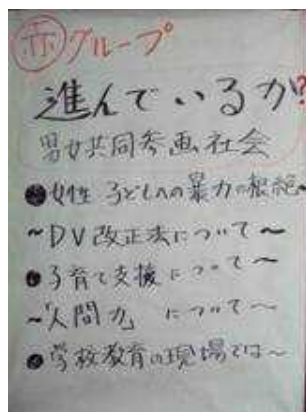 赤グループ
進んでいるか?
男女共同参画社会
●女性 子どもへの暴力の根絶~
~DV改正法について~
●子育て支援について~
~「人間力」について~
●学校教育の現場では~